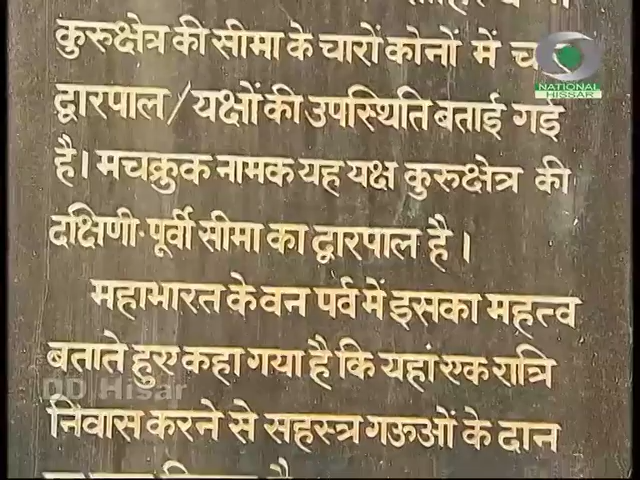 कुरुक्षेत्र की सीमा के चारों कोनों में
द्वारपाल/यक्षों की उपस्थिति बताई गई
है। मचक्रुक नामक यह यक्ष कुरुक्षेत्र की
दक्षिणी-पूर्वी सीमा का द्वारपाल है।
महाभारत के वन पर्व में इसका महत्व
बताते हुए कहा गया है कि यहां एक रात्रि
निवास करने से सहस्त्र गऊओं के दान
NATIONAL
HISSAR
DD Hisar